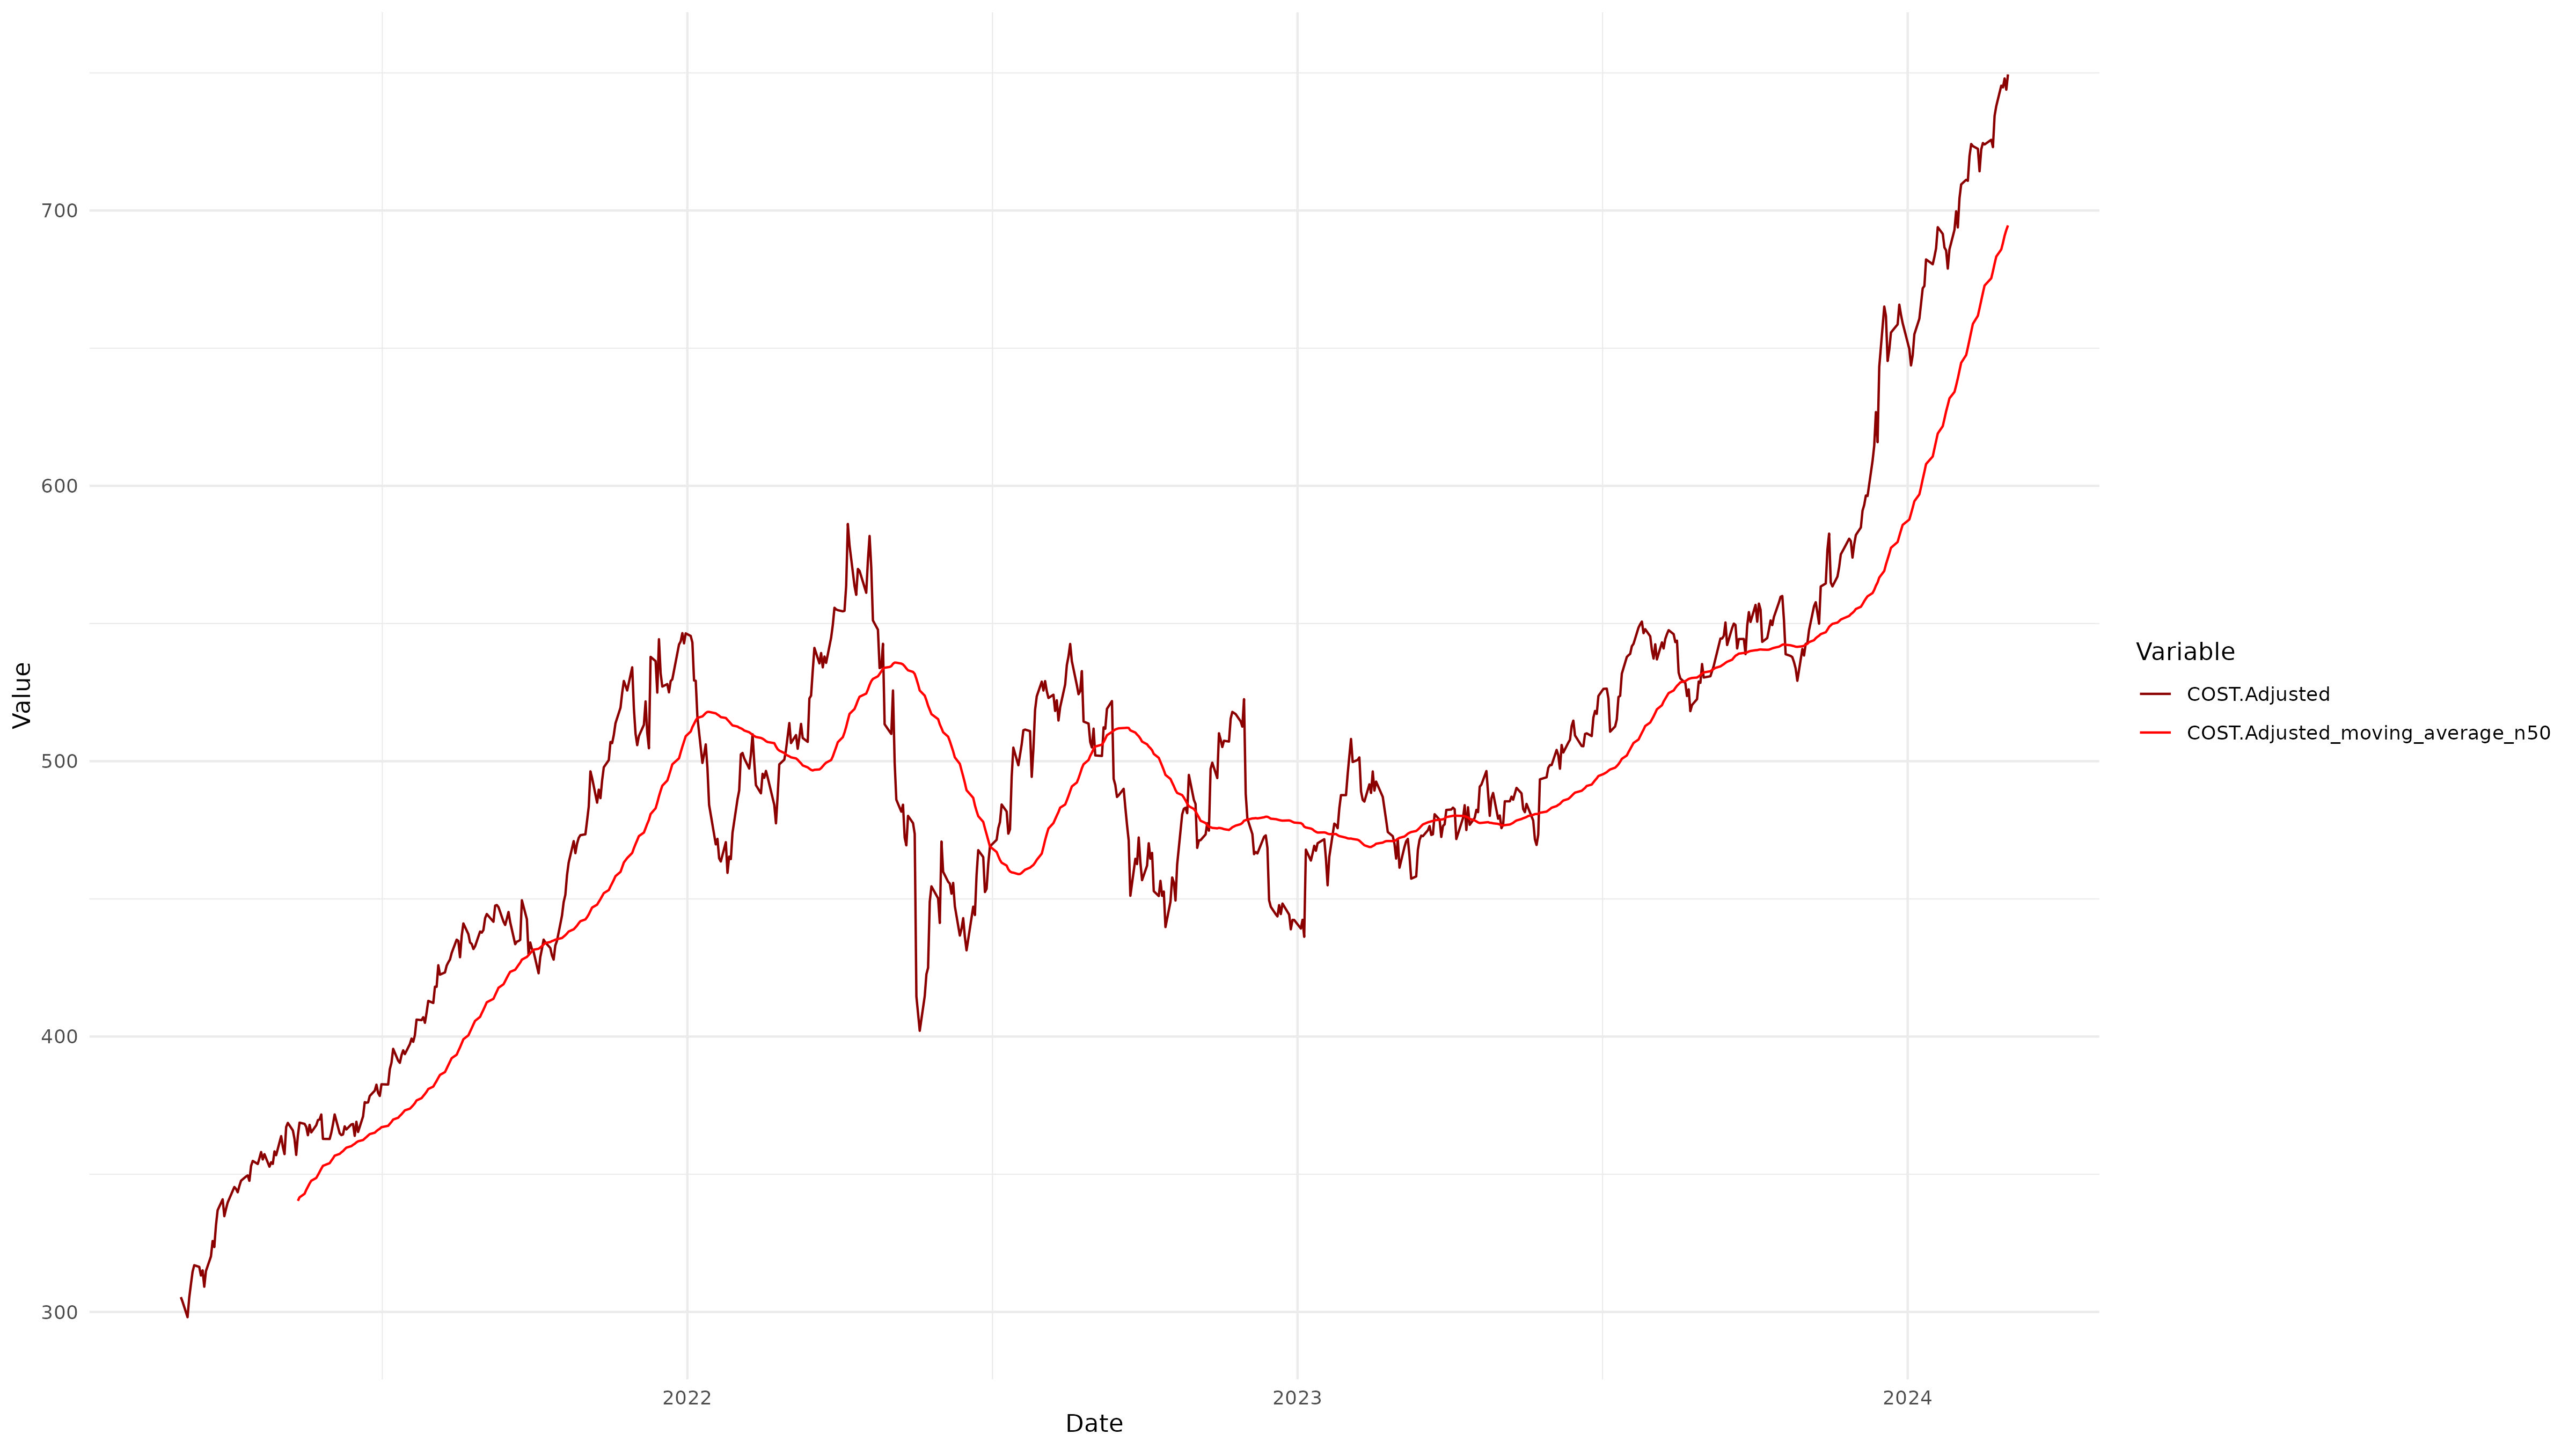 700
600
500
400
300
Value
2022
2023
2024
Date
Variable
COST.Adjusted
COST.Adjusted_moving_average_n50